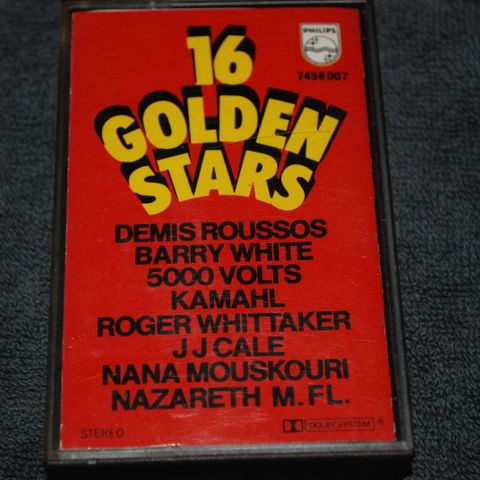 16
PHILIPS
7458 007
GOLDEN
STARS
DEMIS ROUSSOS
BARRY WHITE
5000 VOLTS
KAMAHL
ROGER WHITTAKER
J J CALE
NANA MOUSKOURI
NAZARETH M. FL.
STEREO
DOLBY SYSTEM ®